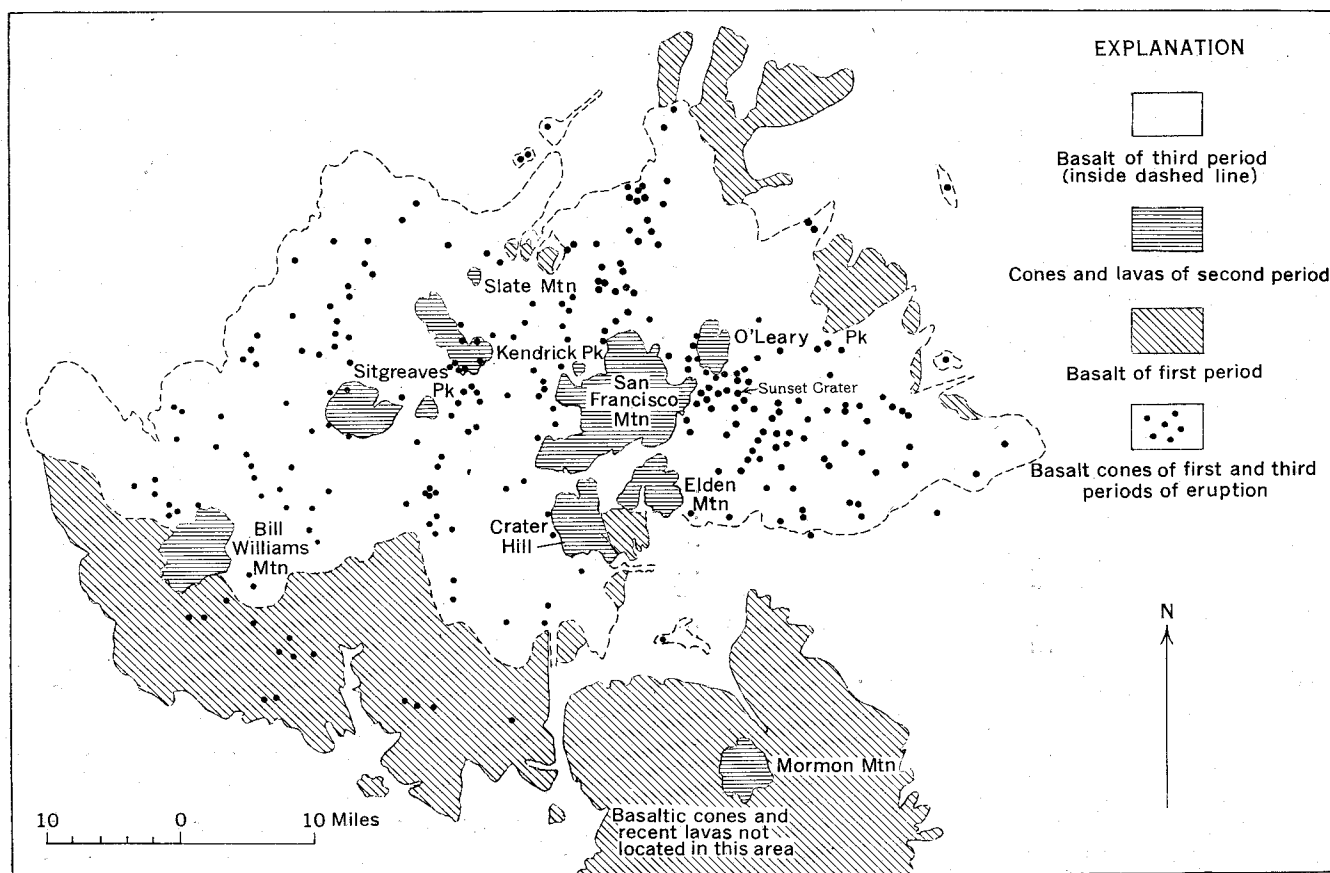 EXPLANATION
Basalt of third period
(inside dashed line)
Cones and lavas of second period
Basalt of first period
Basalt cones of first and third
periods of eruption
Slate Mtn
Kendrick Pk
O'Leary Pk
Sitgreaves
Pk
San
Francisco
Mtn
Sunset Crater
Elden
Mtn
Crater
Hill
Bill
Williams
Mtn
N
Mormon Mtn
Basaltic cones and
recent lavas not
located in this area
10 0 10 Miles